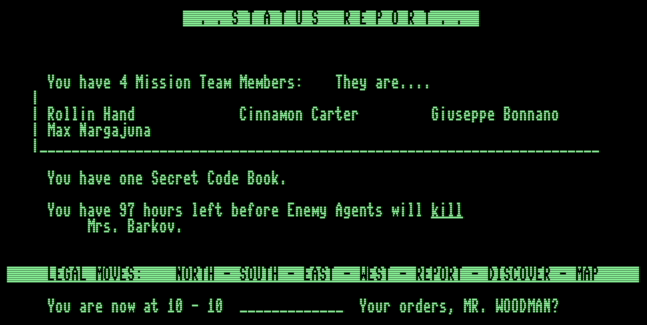 . . S T A T U S   R E P O R T . .
You have 4 Mission Team Members:    They are....
Rollin Hand             Cinnamon Carter         Giuseppe Bonnano
Max Nargajuna
You have one Secret Code Book.
You have 97 hours left before Enemy Agents will kill
Mrs. Barkov.
LEGAL MOVES:    NORTH - SOUTH - EAST - WEST - REPORT - DISCOVER - MAP
You are now at 10 - 10  _____________  Your orders, MR. WOODMAN?